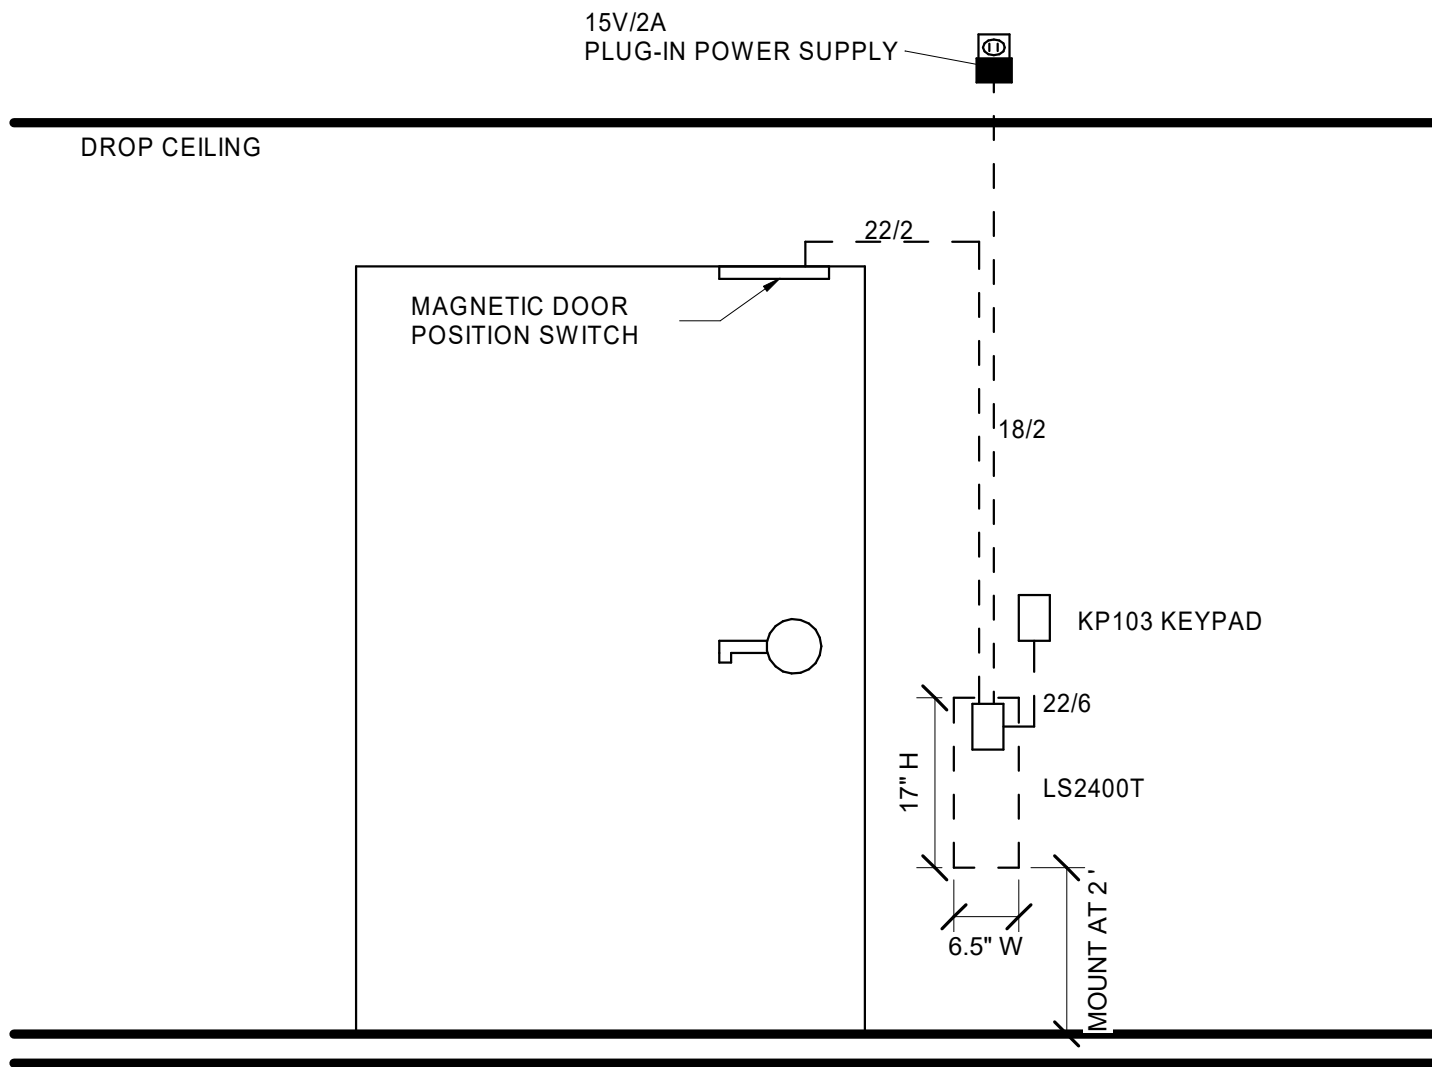 15V/2A
PLUG-IN POWER SUPPLY
DROP CEILING
22/2
MAGNETIC DOOR
POSITION SWITCH
18/2
KP103 KEYPAD
22/6
17" H
LS2400T
6.5" W
MOUNT AT 2'